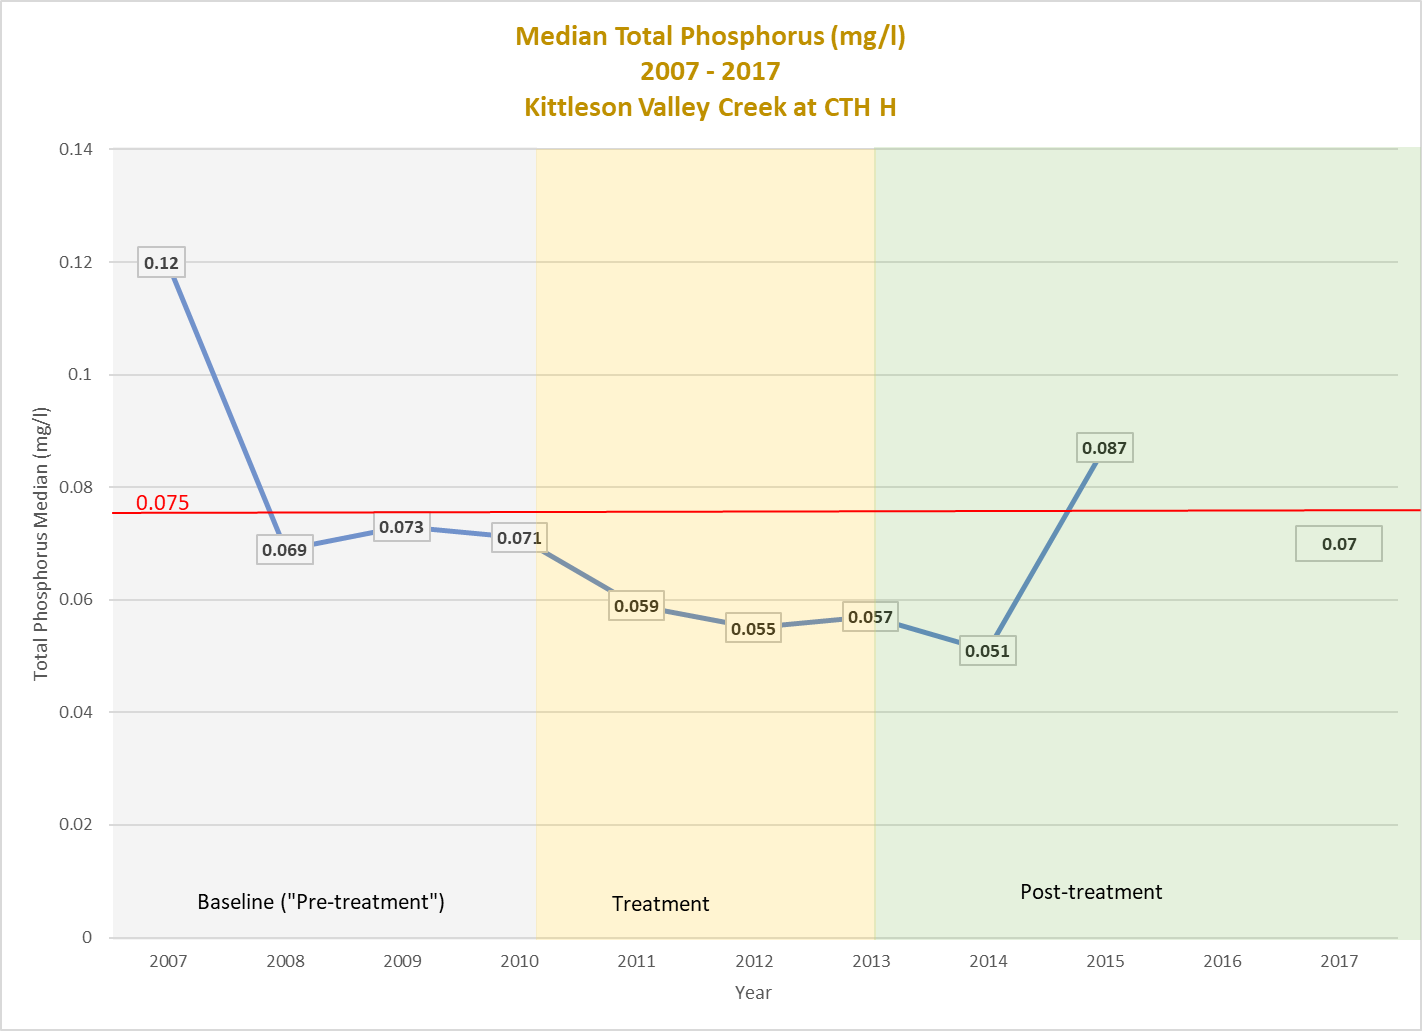 Median Total Phosphorus (mg/l)
2007 - 2017
Kittleson Valley Creek at CTH H
Total Phosphorus Median (mg/l)
0.14
0.12
0.1
0.08
0.06
0.04
0.02
0
0.075
0.12
0.069
0.073
0.071
0.059
0.055
0.057
0.051
0.087
0.07
Baseline ("Pre-treatment")
Treatment
Post-treatment
2007 2008 2009 2010 2011 2012 2013 2014 2015 2016 2017
Year